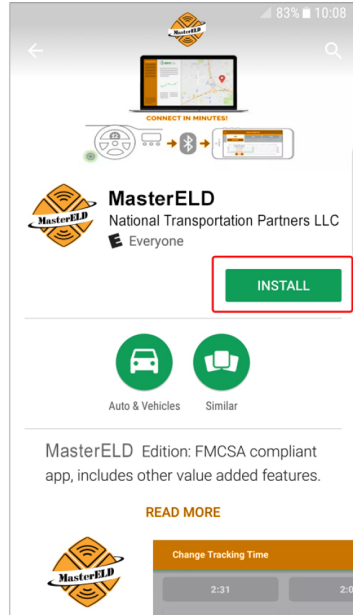 83% 10:08
MasterELD
CONNECT IN MINUTES!
MasterELD
MasterELD
National Transportation Partners LLC
E Everyone
INSTALL
Auto & Vehicles
Similar
MasterELD Edition: FMCSA compliant
app, includes other value added features.
READ MORE
MasterELD
Change Tracking Time
2:31